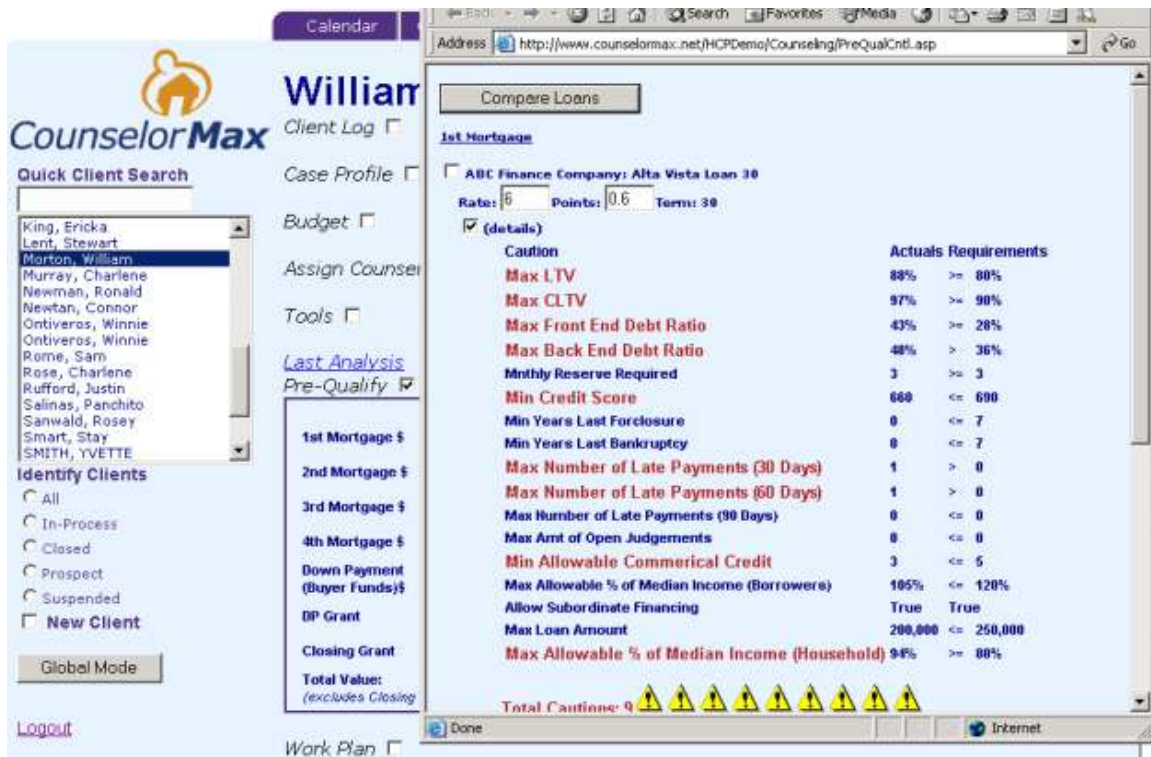 Calendar
CounselorMax
Quick Client Search
King, Ericka
Lent, Stewart
Morton, William
Murray, Charlene
Newman, Ronald
Newtan, Connor
Ontiveros, Winnie
Ontiveros, Winnie
Rome, Sam
Rose, Charlene
Rufford, Justin
Salinas, Panchito
Sanwald, Rosey
Smart, Stay
SMITH, YVETTE
Identify Clients
All
In-Process
Closed
Prospect
Suspended
New Client
Global Mode
Logout
William
Client Log
Case Profile
Budget
Assign Counsel
Tools
Last Analysis
Pre-Qualify
1st Mortgage $
2nd Mortgage $
3rd Mortgage $
4th Mortgage $
Down Payment
(Buyer Funds)$
DP Grant
Closing Grant
Total Value:
(excludes Closing
Work Plan
Back Search Favorites Media
Address http://www.counselormax.net/HCPDemo/Counseling/PreQualCntl.asp Go
Compare Loans
1st Mortgage
ABC Finance Company: Alta Vista Loan 30
Rate: 6 Points: 0.6 Term: 30
(details)
Caution Actuals Requirements
Max LTV 88% >= 80%
Max CLTV 97% >= 90%
Max Front End Debt Ratio 43% >= 28%
Max Back End Debt Ratio 48% > 36%
Mnthly Reserve Required 3 >= 3
Min Credit Score 660 <= 690
Min Years Last Forclosure 0 <= 7
Min Years Last Bankruptcy 0 <= 7
Max Number of Late Payments (30 Days) 1 > 0
Max Number of Late Payments (60 Days) 1 > 0
Max Number of Late Payments (90 Days) 0 <= 0
Max Amt of Open Judgements 0 <= 0
Min Allowable Commerical Credit 3 <= 5
Max Allowable % of Median Income (Borrowers) 105% <= 120%
Allow Subordinate Financing True True
Max Loan Amount 200,000 <= 250,000
Max Allowable % of Median Income (Household) 94% >= 80%
Total Cautions: 9
Done Internet